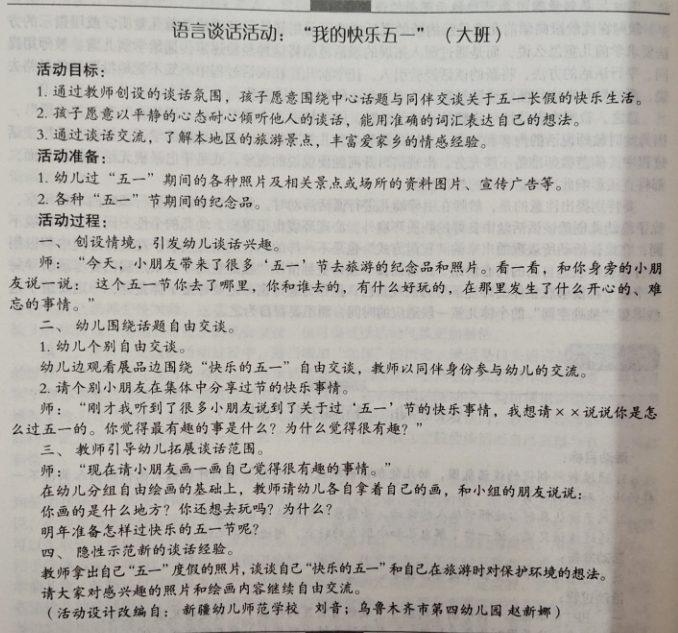 语言谈话活动：“我的快乐五一”（大班）
活动目标：
1. 通过教师创设的谈话氛围，孩子愿意围绕中心话题与同伴交谈关于五一长假的快乐生活。
2. 孩子愿意以平静的心态耐心倾听他人的谈话，能用准确的词汇表达自己的想法。
3. 通过谈话交流，了解本地区的旅游景点，丰富爱家乡的情感经验。
活动准备：
1. 幼儿过“五一”期间的各种照片及相关景点或场所的资料图片、宣传广告等。
2. 各种“五一”节期间的纪念品。
活动过程：
一、 创设情境，引发幼儿谈话兴趣。
师：“今天，小朋友带来了很多‘五一’节去旅游的纪念品和照片。看一看，和你身旁的小朋
友说一说： 这个五一节你去了哪里，你和谁去的，有什么好玩的，在那里发生了什么开心的、难
忘的事情。”
二、 幼儿围绕话题自由交谈。
1. 幼儿个别自由交谈。
幼儿边观看展品边围绕“快乐的五一”自由交谈，教师以同伴身份参与幼儿的交流。
2. 请个别小朋友在集体中分享过节的快乐事情。
师：“刚才我听到了很多小朋友说到了关于过‘五一’节的快乐事情，我想请××说说你是怎
么过五一的。你觉得最有趣的事是什么？为什么觉得很有趣？”
三、 教师引导幼儿拓展谈话范围。
师：“现在请小朋友画一画自己觉得很有趣的事情。”
在幼儿分组自由绘画的基础上，教师请幼儿各自拿着自己的画，和小组的朋友说说：
你画的是什么地方？你还想去玩吗？为什么？
明年准备怎样过快乐的五一节呢？
四、 隐性示范新的谈话经验。
教师拿出自己“五一”度假的照片，谈谈自己“快乐的五一”和自己在旅游时对保护环境的想法。
请大家对感兴趣的照片和绘画内容继续自由交流。
（活动设计改编自：新疆幼儿师范学校 刘音；乌鲁木齐市第四幼儿园 赵新娜）